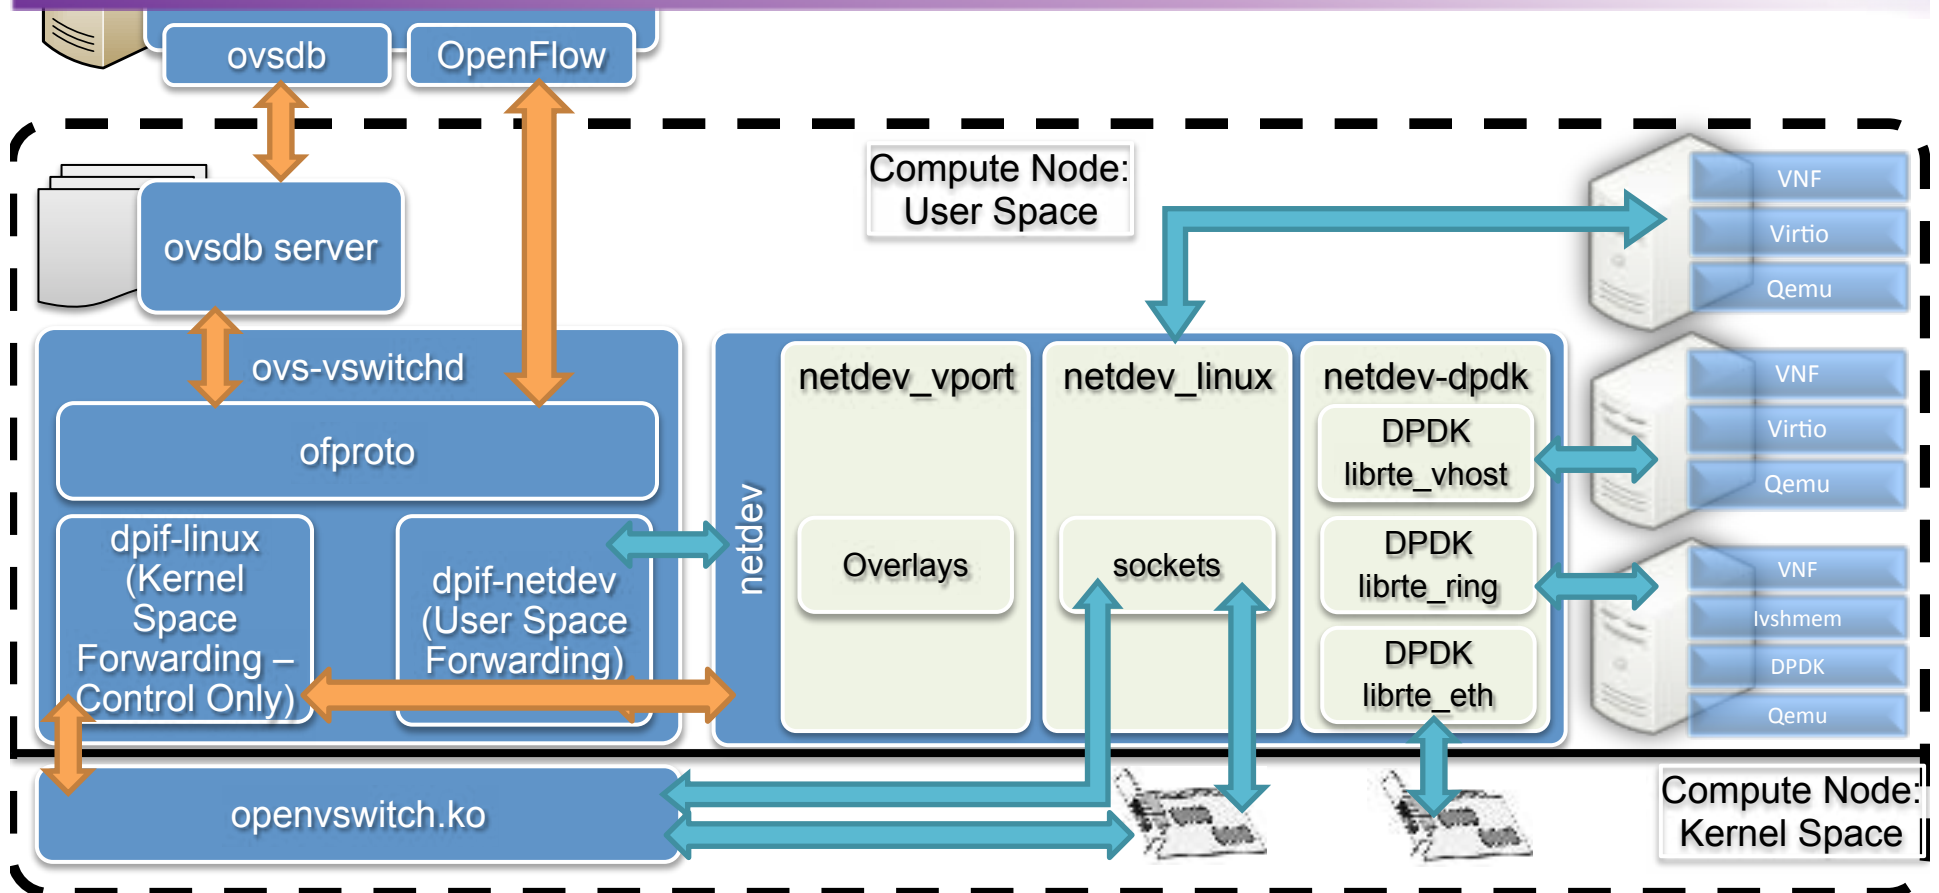 ovsdb
OpenFlow
Compute Node:
User Space
VNF
Virtio
Qemu
ovsdb server
ovs-vswitchd
ofproto
dpif-linux
(Kernel
Space
Forwarding –
Control Only)
dpif-netdev
(User Space
Forwarding)
netdev
netdev_vport
Overlays
netdev_linux
sockets
netdev-dpdk
DPDK
librte_vhost
DPDK
librte_ring
DPDK
librte_eth
VNF
Virtio
Qemu
VNF
Ivshmem
DPDK
Qemu
openvswitch.ko
Compute Node:
Kernel Space